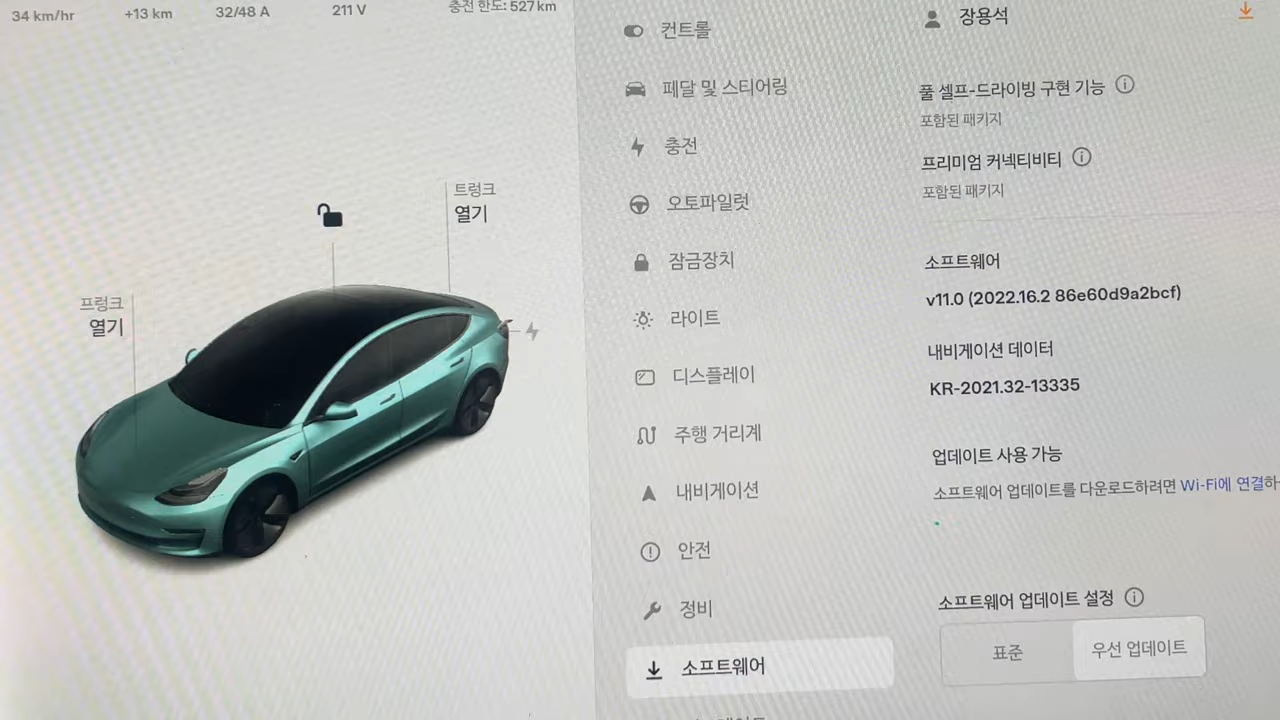 34 km/hr
+13 km
32/48 A
211 V
충전 한도: 527 km
트렁크
열기
프렁크
열기
컨트롤
페달 및 스티어링
충전
오토파일럿
잠금장치
라이트
디스플레이
주행 거리계
내비게이션
안전
정비
소프트웨어
장용석
풀 셀프-드라이빙 구현 기능
포함된 패키지
프리미엄 커넥티비티
포함된 패키지
소프트웨어
v11.0 (2022.16.2 86e60d9a2bcf)
내비게이션 데이터
KR-2021.32-13335
업데이트 사용 가능
소프트웨어 업데이트를 다운로드하려면 Wi-Fi에 연결하
소프트웨어 업데이트 설정
표준
우선 업데이트